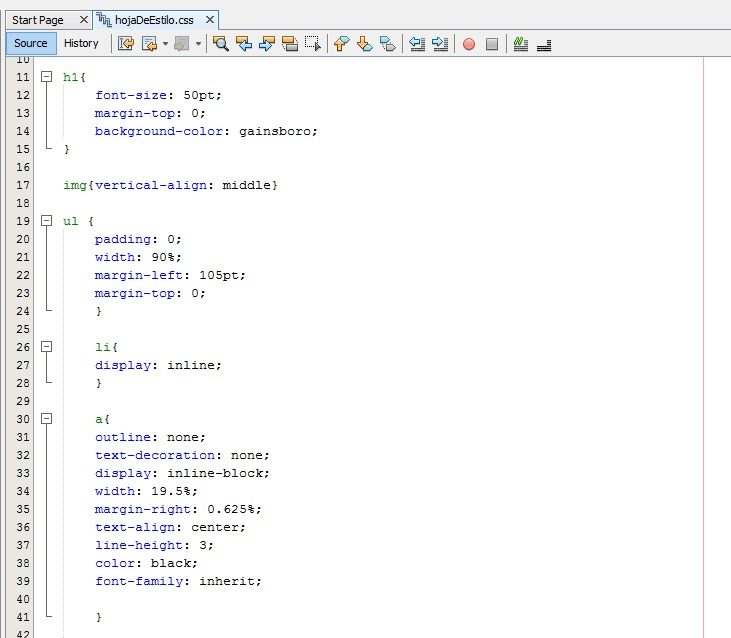 Start Page
hojaDeEstilo.css
Source History
10
11 h1{
12 font-size: 50pt;
13 margin-top: 0;
14 background-color: gainsboro;
15 }
16
17 img{vertical-align: middle}
18
19 ul {
20 padding: 0;
21 width: 90%;
22 margin-left: 105pt;
23 margin-top: 0;
24 }
25
26 li{
27 display: inline;
28 }
29
30 a{
31 outline: none;
32 text-decoration: none;
33 display: inline-block;
34 width: 19.5%;
35 margin-right: 0.625%;
36 text-align: center;
37 line-height: 3;
38 color: black;
39 font-family: inherit;
40
41 }
42